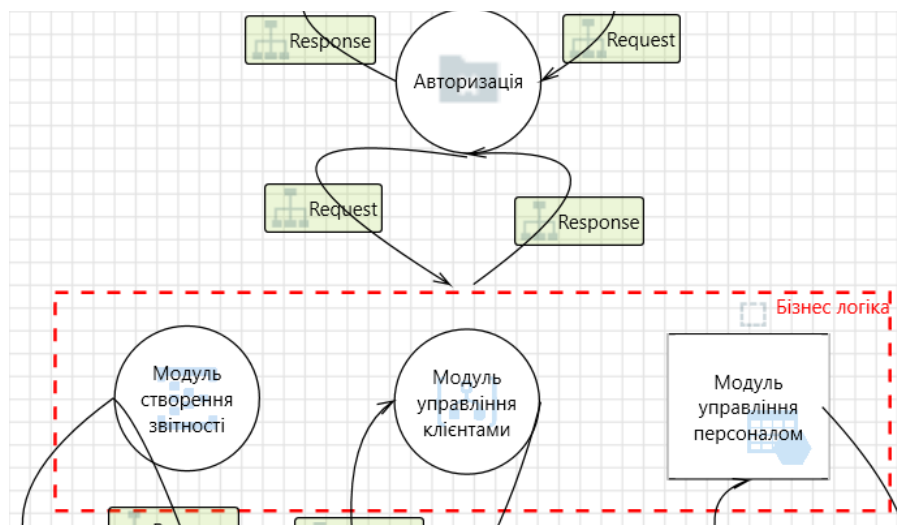 Response
Request
Авторизація
Request
Response
Бізнес логіка
Модуль
створення
звітності
Модуль
управління
клієнтами
Модуль
управління
персоналом